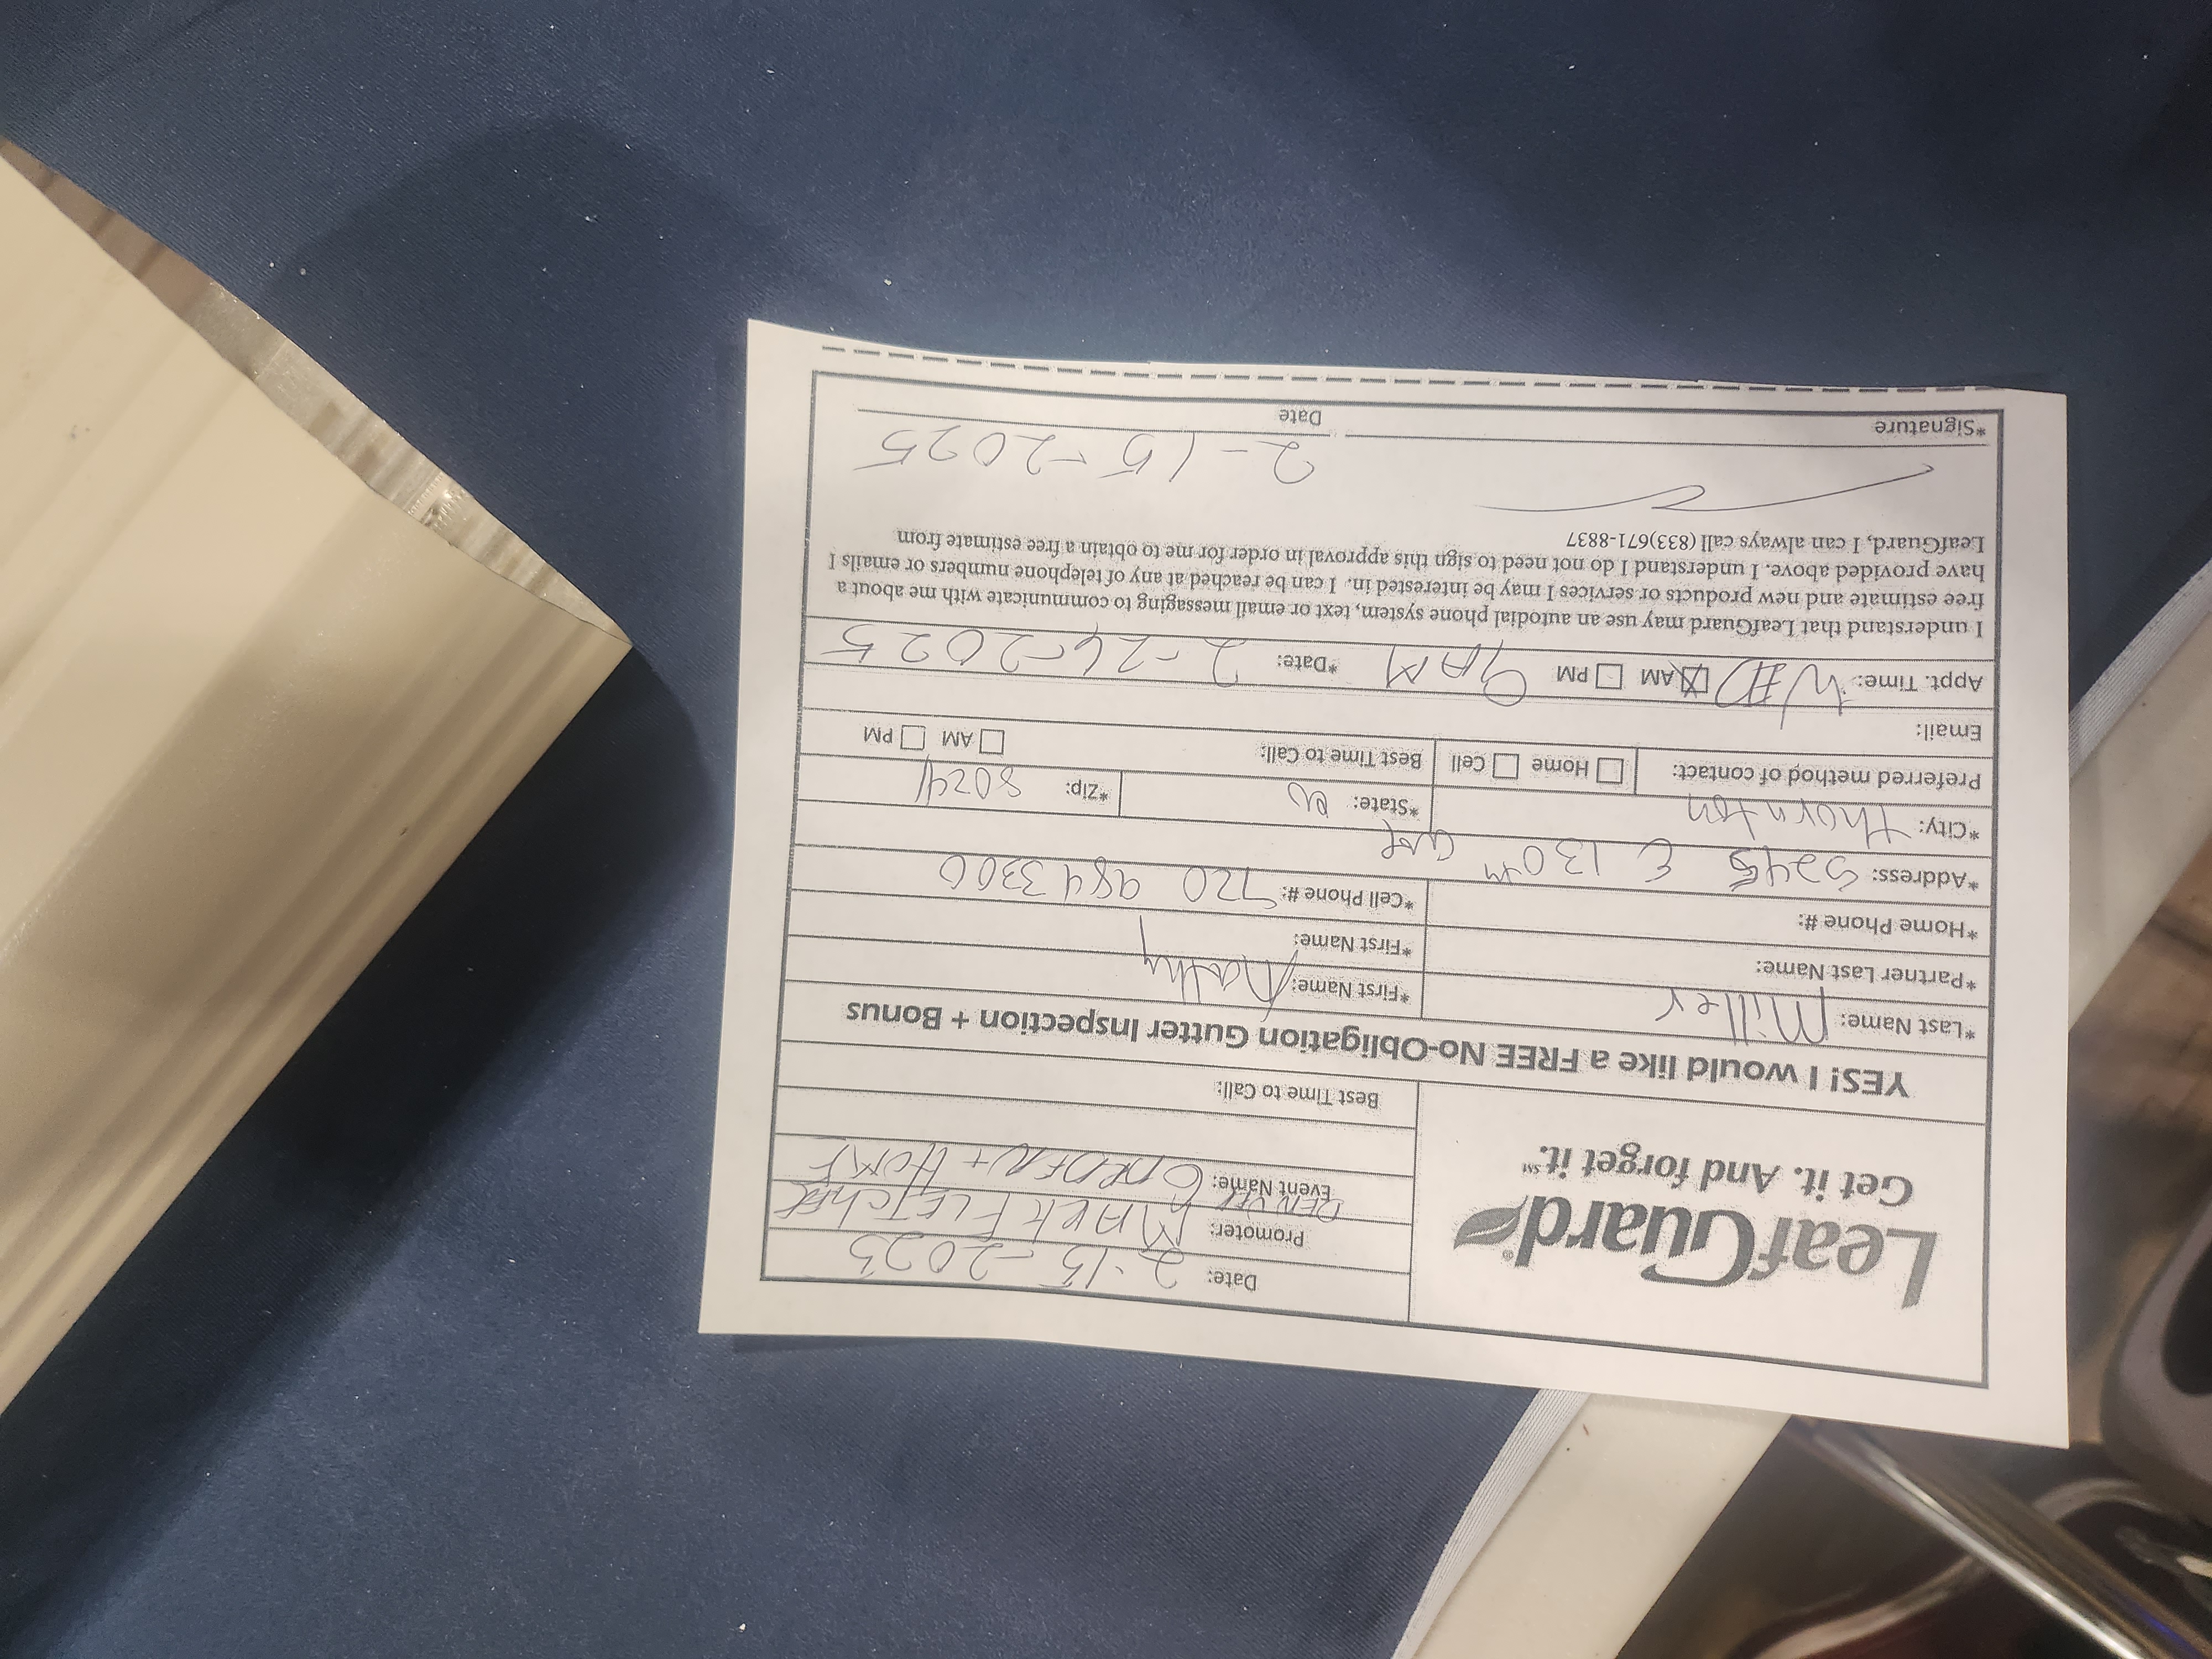 LeafGuard®
Get it. And forget it.℠
Date: 2-15-2025
Promoter: MARK FLETCHER
DENVER
Event Name: GARDEN + HOME
Best Time to Call:
YES! I would like a FREE No-Obligation Gutter Inspection + Bonus
*Last Name: Miller *First Name: Kathy
*Partner Last Name: *First Name:
*Home Phone #: *Cell Phone #: 720 984 3300
*Address: 5245 E 130th ave
*City: Thornton *State: CO *Zip: 80241
Preferred method of contact: Home Cell Best Time to Call: AM PM
Email:
Appt. Time: WED AM PM 9AM *Date: 2-26-2025
I understand that LeafGuard may use an autodial phone system, text or email messaging to communicate with me about a
free estimate and new products or services I may be interested in. I can be reached at any of telephone numbers or emails I
have provided above. I understand I do not need to sign this approval in order for me to obtain a free estimate from
LeafGuard, I can always call (833)671-8837
2-15-2025
*Signature Date